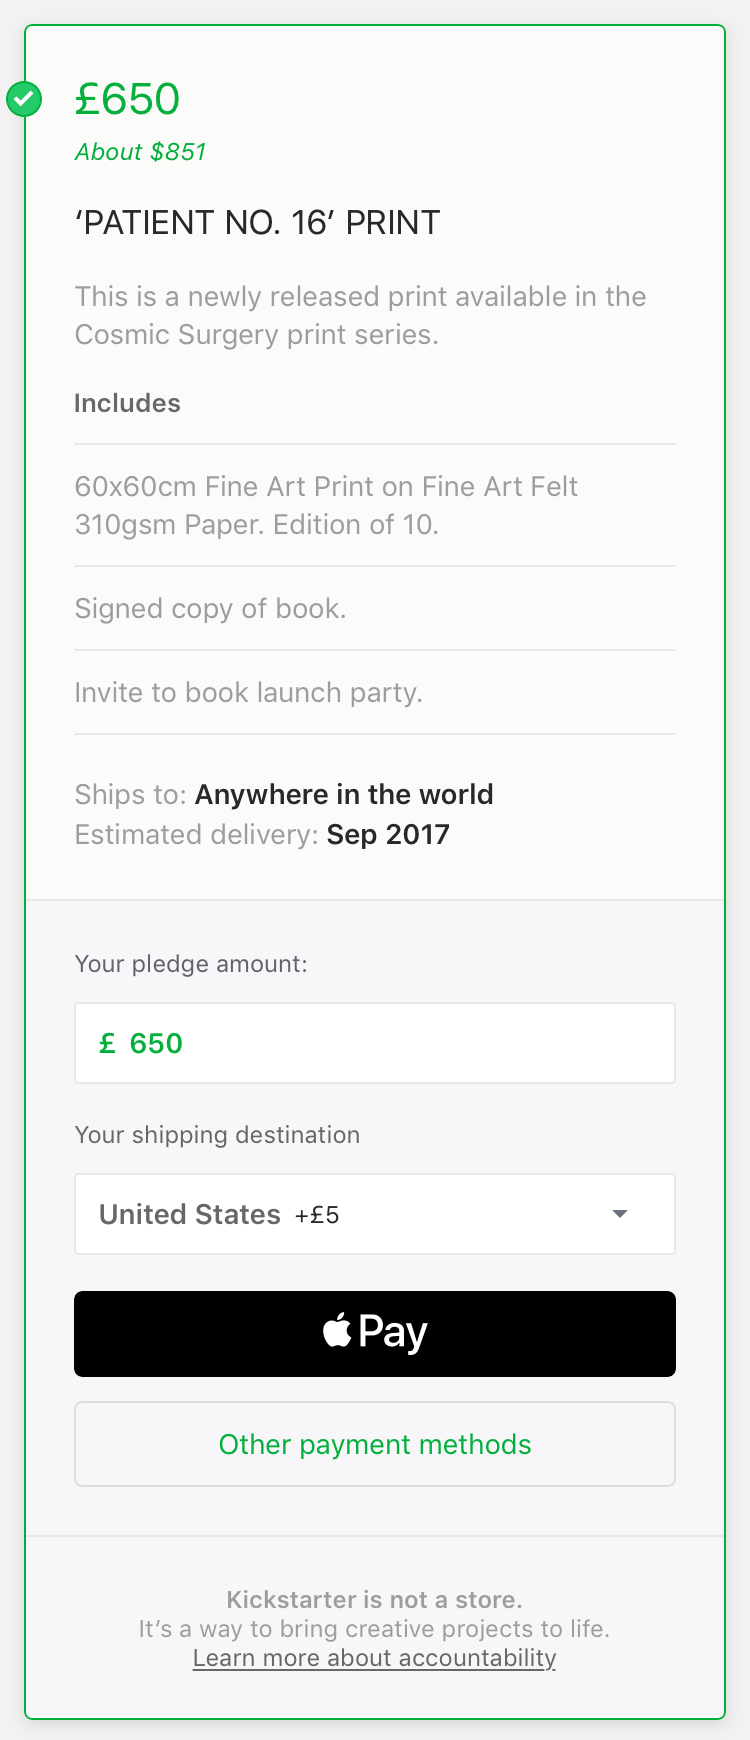 £650
About $851
‘PATIENT NO. 16’ PRINT
This is a newly released print available in the
Cosmic Surgery print series.
Includes
60x60cm Fine Art Print on Fine Art Felt
310gsm Paper. Edition of 10.
Signed copy of book.
Invite to book launch party.
Ships to: Anywhere in the world
Estimated delivery: Sep 2017
Your pledge amount:
£ 650
Your shipping destination
United States +£5
Pay
Other payment methods
Kickstarter is not a store.
It’s a way to bring creative projects to life.
Learn more about accountability